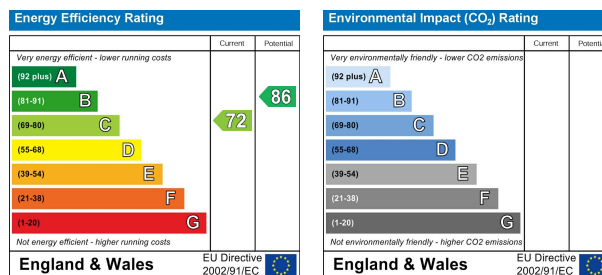 Energy Efficiency Rating
Current Potential
Very energy efficient - lower running costs
(92 plus) A
(81-91) B
(69-80) C
(55-68) D
(39-54) E
(21-38) F
(1-20) G
72
86
Not energy efficient - higher running costs
England & Wales
EU Directive
2002/91/EC
Environmental Impact (CO₂) Rating
Current Potential
Very environmentally friendly - lower CO2 emissions
(92 plus) A
(81-91) B
(69-80) C
(55-68) D
(39-54) E
(21-38) F
(1-20) G
Not environmentally friendly - higher CO2 emissions
England & Wales
EU Directive
2002/91/EC